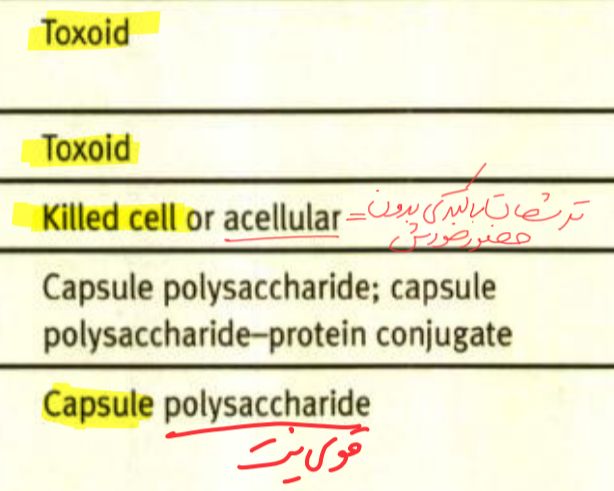 Toxoid
Toxoid
Killed cell or acellular = ترشحات باکتری بدون
حضور خودش
Capsule polysaccharide; capsule
polysaccharide–protein conjugate
Capsule polysaccharide
قوی نیست